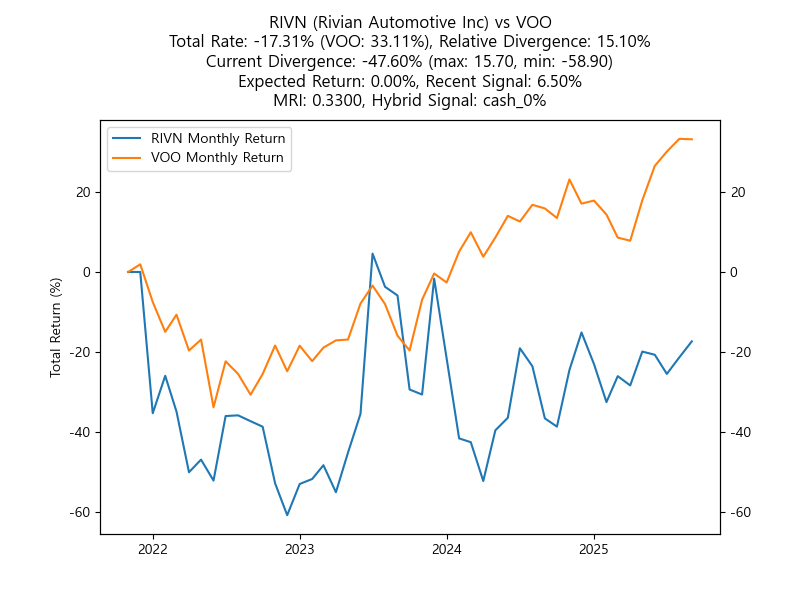 RIVN (Rivian Automotive Inc) vs VOO
Total Rate: -17.31% (VOO: 33.11%), Relative Divergence: 15.10%
Current Divergence: -47.60% (max: 15.70, min: -58.90)
Expected Return: 0.00%, Recent Signal: 6.50%
MRI: 0.3300, Hybrid Signal: cash_0%
RIVN Monthly Return
VOO Monthly Return
Total Return (%)
20
0
-20
-40
-60
20
0
-20
-40
-60
2022
2023
2024
2025